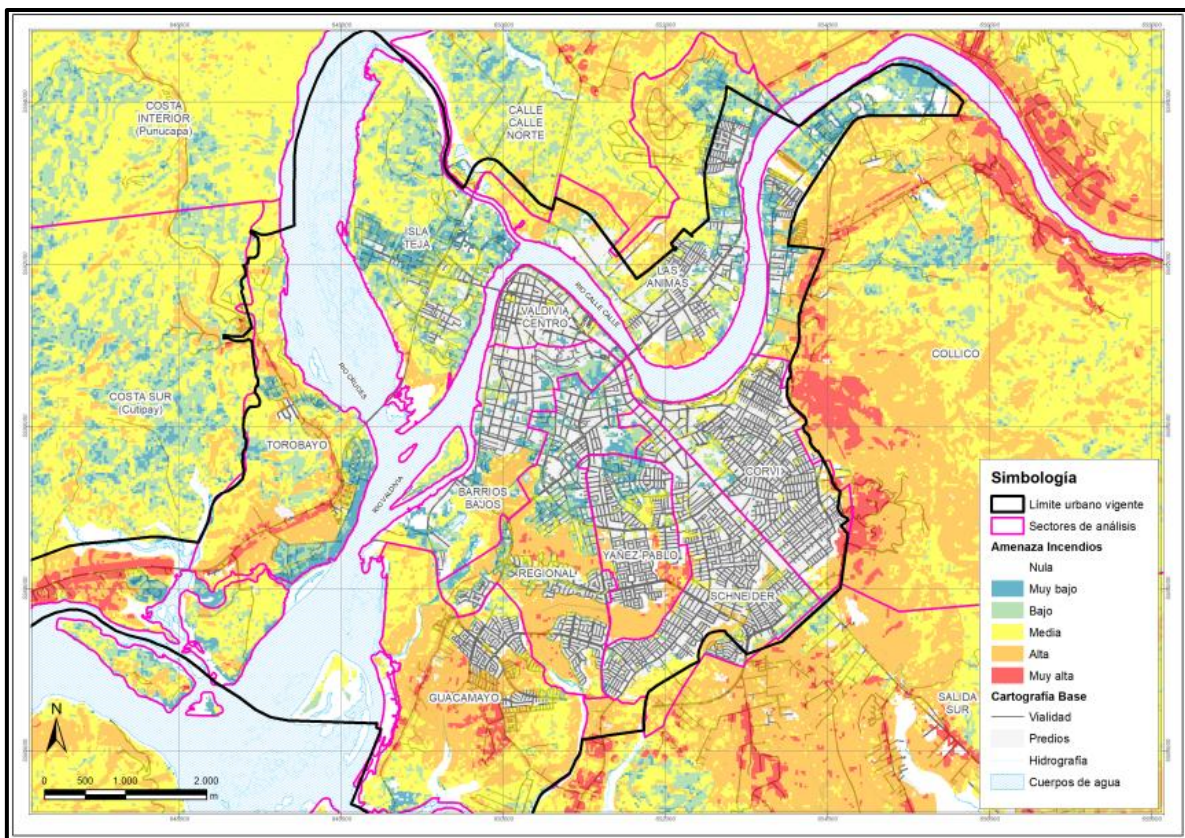 COSTA
INTERIOR
(Punucapa)
CALLE
CALLE
NORTE
ISLA
TEJA
LAS
ANIMAS
RIO CALLE CALLE
VALDIVIA
CENTRO
COLLICO
RIO CRUCES
COSTA SUR
(Cutipay)
TOROBAYO
CORVI
RIO VALDIVIA
BARRIOS
BAJOS
YAÑEZ-PABLO
REGIONAL
SCHNEIDER
GUACAMAYO
SALIDA
SUR
N
0 500 1.000 2.000
m
Simbología
Límite urbano vigente
Sectores de análisis
Amenaza Incendios
Nula
Muy bajo
Bajo
Media
Alta
Muy alta
Cartografía Base
Vialidad
Predios
Hidrografía
Cuerpos de agua